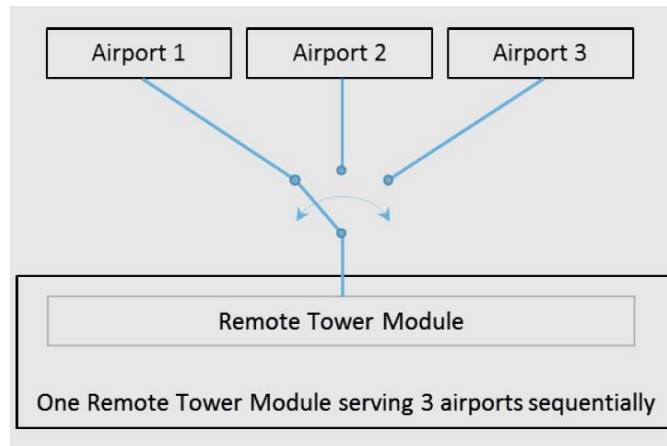 Airport 1
Airport 2
Airport 3
Remote Tower Module
One Remote Tower Module serving 3 airports sequentially